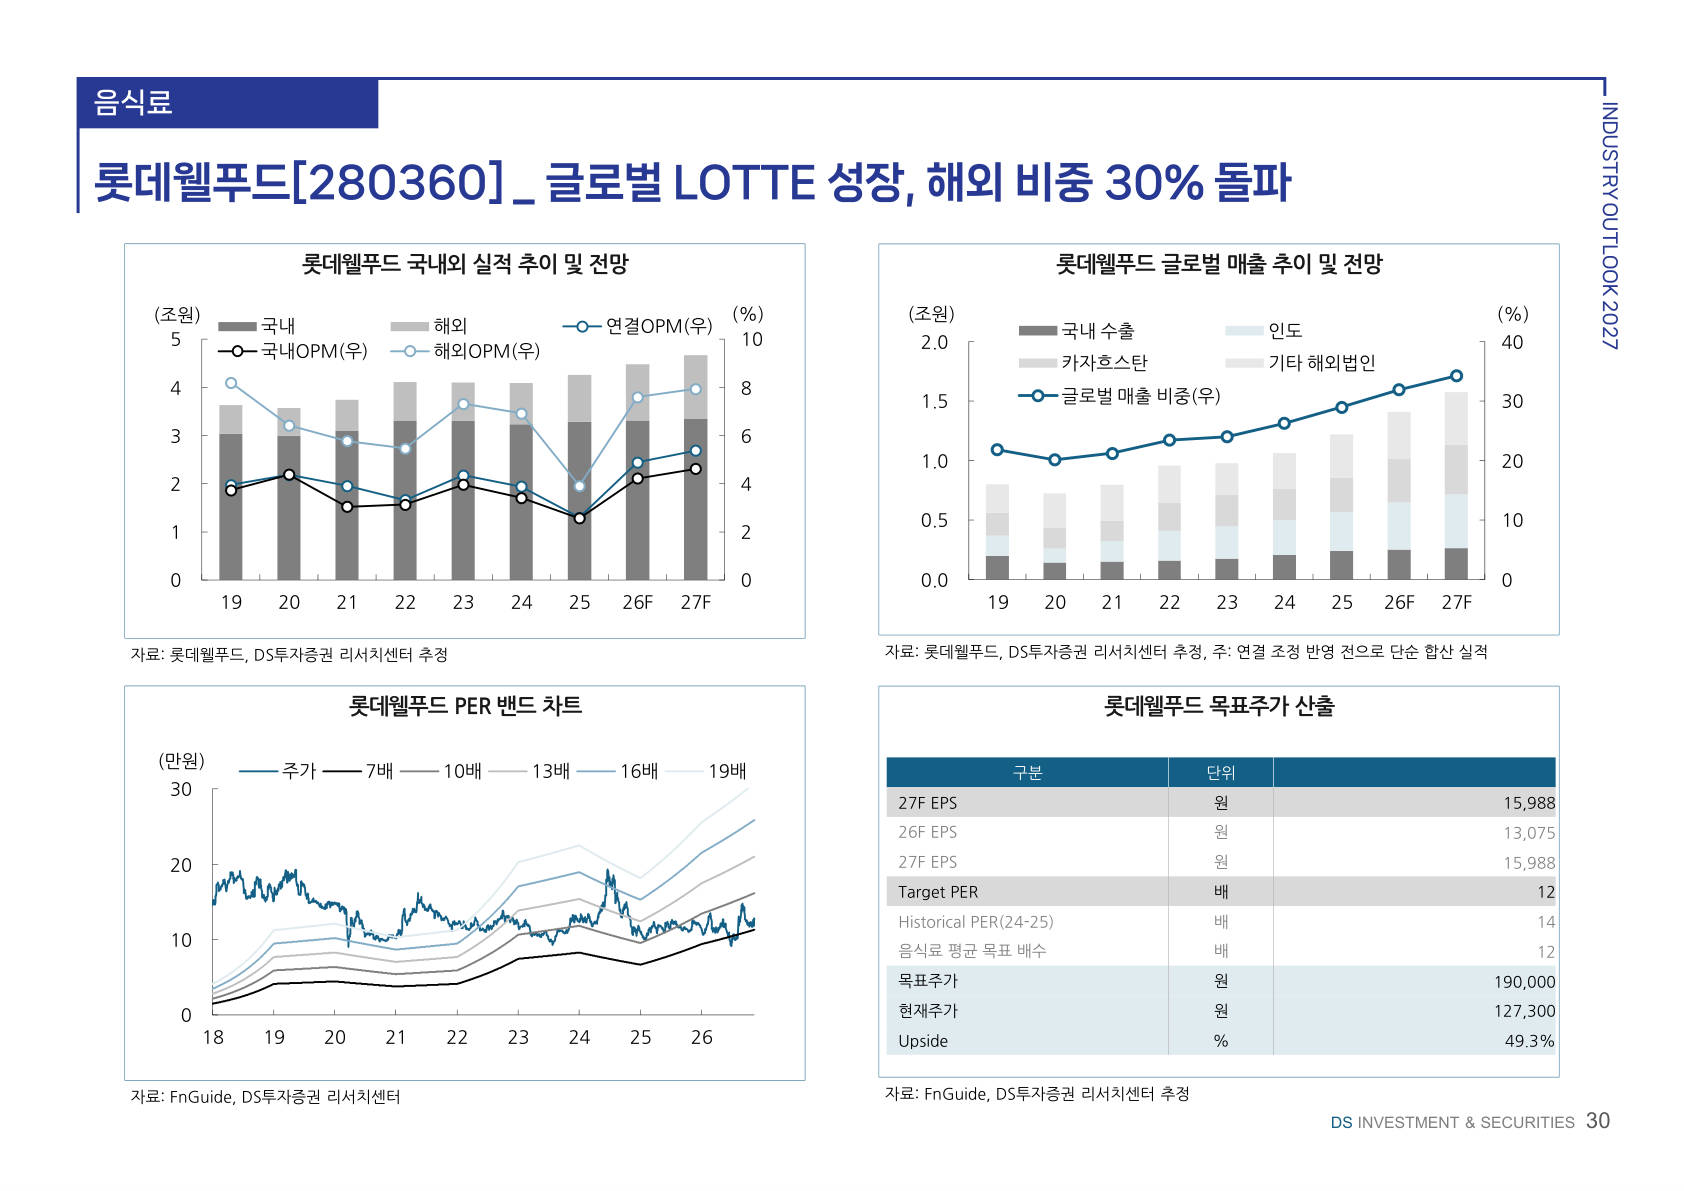 음식료
INDUSTRY OUTLOOK 2027
롯데웰푸드[280360] _ 글로벌 LOTTE 성장, 해외 비중 30% 돌파
롯데웰푸드 국내외 실적 추이 및 전망
(조원)
(%)
국내
해외
연결OPM(우)
국내OPM(우)
해외OPM(우)
5
4
3
2
1
0
10
8
6
4
2
0
19 20 21 22 23 24 25 26F 27F
자료: 롯데웰푸드, DS투자증권 리서치센터 추정
롯데웰푸드 글로벌 매출 추이 및 전망
(조원)
(%)
국내 수출
인도
카자흐스탄
기타 해외법인
글로벌 매출 비중(우)
2.0
1.5
1.0
0.5
0.0
40
30
20
10
0
19 20 21 22 23 24 25 26F 27F
자료: 롯데웰푸드, DS투자증권 리서치센터 추정, 주: 연결 조정 반영 전으로 단순 합산 실적
롯데웰푸드 PER 밴드 차트
(만원)
주가 7배 10배 13배 16배 19배
30
20
10
0
18 19 20 21 22 23 24 25 26
자료: FnGuide, DS투자증권 리서치센터
롯데웰푸드 목표주가 산출
구분 단위
27F EPS 원 15,988
26F EPS 원 13,075
27F EPS 원 15,988
Target PER 배 12
Historical PER(24-25) 배 14
음식료 평균 목표 배수 배 12
목표주가 원 190,000
현재주가 원 127,300
Upside % 49.3%
자료: FnGuide, DS투자증권 리서치센터 추정
DS INVESTMENT & SECURITIES 30